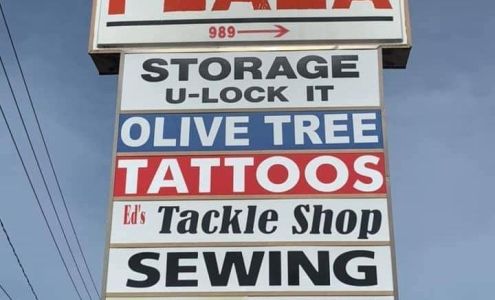 PLAZA
989
STORAGE
U-LOCK IT
OLIVE TREE
TATTOOS
Ed's Tackle Shop
SEWING